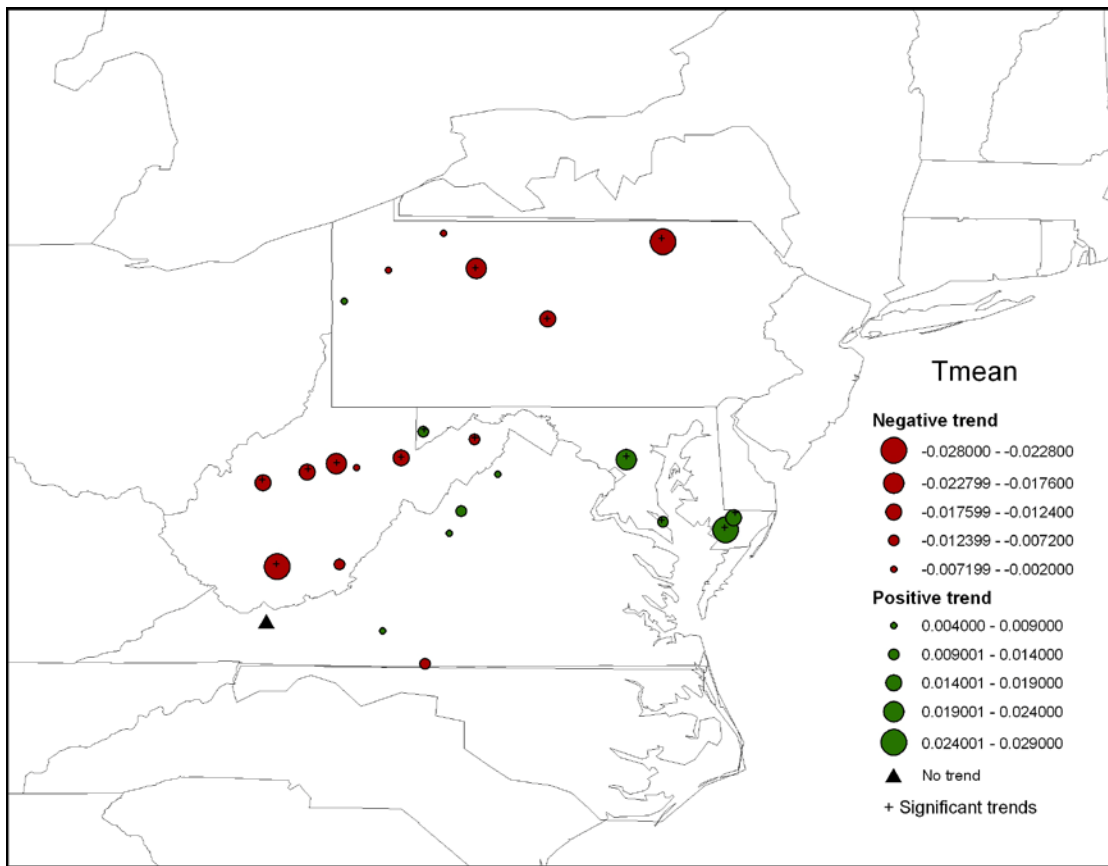 Tmean
Negative trend
-0.028000 - -0.022800
-0.022799 - -0.017600
-0.017599 - -0.012400
-0.012399 - -0.007200
-0.007199 - -0.002000
Positive trend
0.004000 - 0.009000
0.009001 - 0.014000
0.014001 - 0.019000
0.019001 - 0.024000
0.024001 - 0.029000
No trend
+ Significant trends